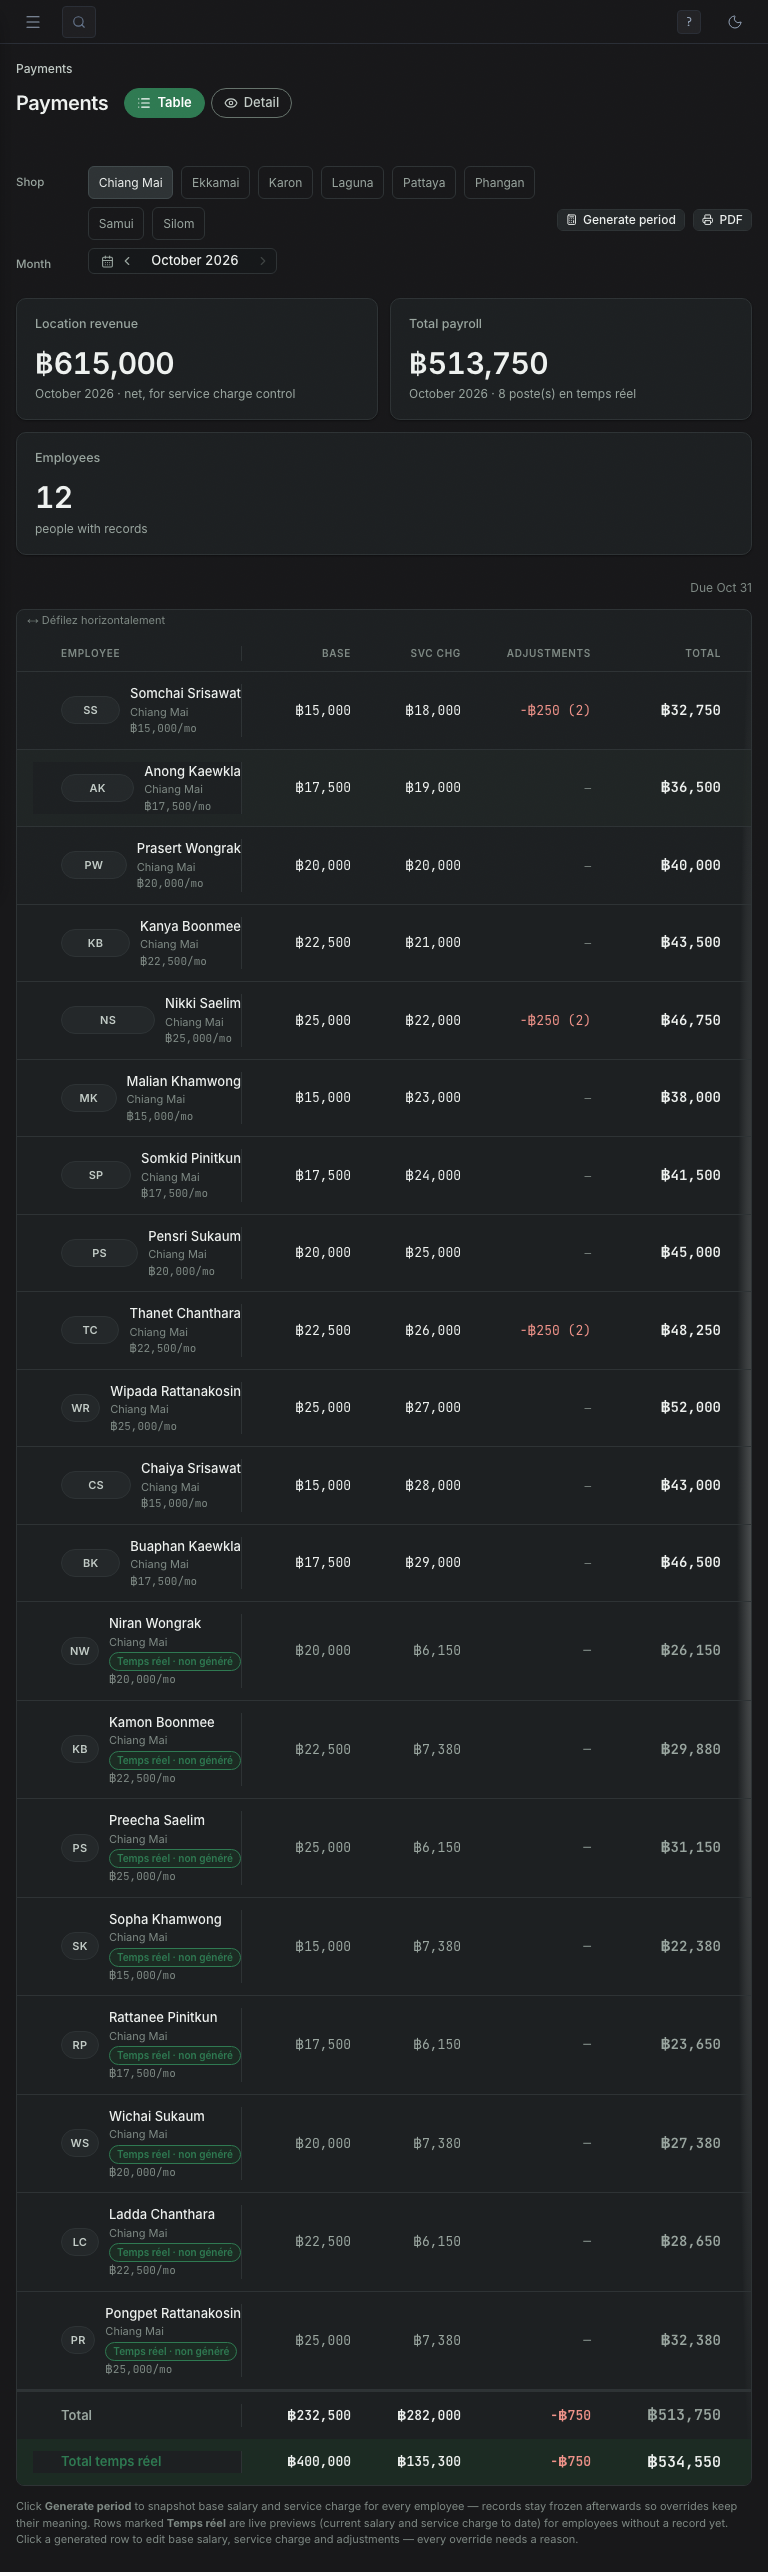 ?
Payments
Payments Table Detail
Shop Chiang Mai Ekkamai Karon Laguna Pattaya Phangan
Samui Silom Generate period PDF
Month October 2026
Location revenue
฿615,000
October 2026 · net, for service charge control
Total payroll
฿513,750
October 2026 · 8 poste(s) en temps réel
Employees
12
people with records
Due Oct 31
↔ Défilez horizontalement
EMPLOYEE BASE SVC CHG ADJUSTMENTS TOTAL
SS Somchai Srisawat
Chiang Mai
฿15,000/mo
฿15,000 ฿18,000 -฿250 (2) ฿32,750
AK Anong Kaewkla
Chiang Mai
฿17,500/mo
฿17,500 ฿19,000 — ฿36,500
PW Prasert Wongrak
Chiang Mai
฿20,000/mo
฿20,000 ฿20,000 — ฿40,000
KB Kanya Boonmee
Chiang Mai
฿22,500/mo
฿22,500 ฿21,000 — ฿43,500
NS Nikki Saelim
Chiang Mai
฿25,000/mo
฿25,000 ฿22,000 -฿250 (2) ฿46,750
MK Malian Khamwong
Chiang Mai
฿15,000/mo
฿15,000 ฿23,000 — ฿38,000
SP Somkid Pinitkun
Chiang Mai
฿17,500/mo
฿17,500 ฿24,000 — ฿41,500
PS Pensri Sukaum
Chiang Mai
฿20,000/mo
฿20,000 ฿25,000 — ฿45,000
TC Thanet Chanthara
Chiang Mai
฿22,500/mo
฿22,500 ฿26,000 -฿250 (2) ฿48,250
WR Wipada Rattanakosin
Chiang Mai
฿25,000/mo
฿25,000 ฿27,000 — ฿52,000
CS Chaiya Srisawat
Chiang Mai
฿15,000/mo
฿15,000 ฿28,000 — ฿43,000
BK Buaphan Kaewkla
Chiang Mai
฿17,500/mo
฿17,500 ฿29,000 — ฿46,500
NW Niran Wongrak
Chiang Mai
Temps réel · non généré
฿20,000/mo
฿20,000 ฿6,150 — ฿26,150
KB Kamon Boonmee
Chiang Mai
Temps réel · non généré
฿22,500/mo
฿22,500 ฿7,380 — ฿29,880
PS Preecha Saelim
Chiang Mai
Temps réel · non généré
฿25,000/mo
฿25,000 ฿6,150 — ฿31,150
SK Sopha Khamwong
Chiang Mai
Temps réel · non généré
฿15,000/mo
฿15,000 ฿7,380 — ฿22,380
RP Rattanee Pinitkun
Chiang Mai
Temps réel · non généré
฿17,500/mo
฿17,500 ฿6,150 — ฿23,650
WS Wichai Sukaum
Chiang Mai
Temps réel · non généré
฿20,000/mo
฿20,000 ฿7,380 — ฿27,380
LC Ladda Chanthara
Chiang Mai
Temps réel · non généré
฿22,500/mo
฿22,500 ฿6,150 — ฿28,650
PR Pongpet Rattanakosin
Chiang Mai
Temps réel · non généré
฿25,000/mo
฿25,000 ฿7,380 — ฿32,380
Total ฿232,500 ฿282,000 -฿750 ฿513,750
Total temps réel ฿400,000 ฿135,300 -฿750 ฿534,550
Click Generate period to snapshot base salary and service charge for every employee — records stay frozen afterwards so overrides keep
their meaning. Rows marked Temps réel are live previews (current salary and service charge to date) for employees without a record yet.
Click a generated row to edit base salary, service charge and adjustments — every override needs a reason.